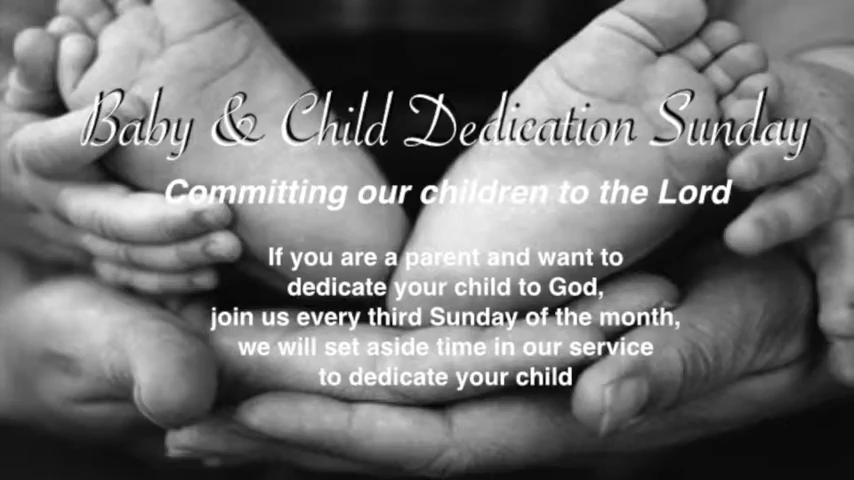 Baby & Child Dedication Sunday
Committing our children to the Lord
If you are a parent and want to
dedicate your child to God,
join us every third Sunday of the month,
we will set aside time in our service
to dedicate your child